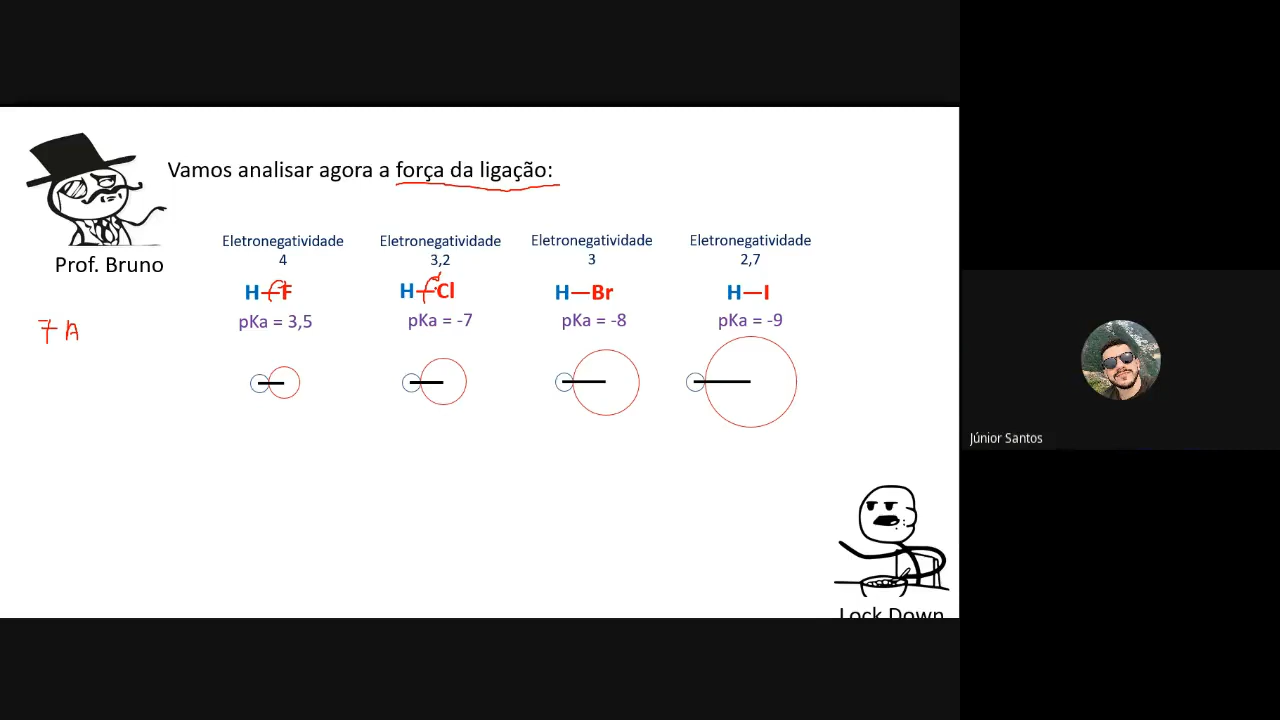 Vamos analisar agora a força da ligação:
Prof. Bruno
Eletronegatividade
4
H—F
pKa = 3,5
Eletronegatividade
3,2
H—Cl
pKa = -7
Eletronegatividade
3
H—Br
pKa = -8
Eletronegatividade
2,7
H—I
pKa = -9
7A
Lock Down
Júnior Santos